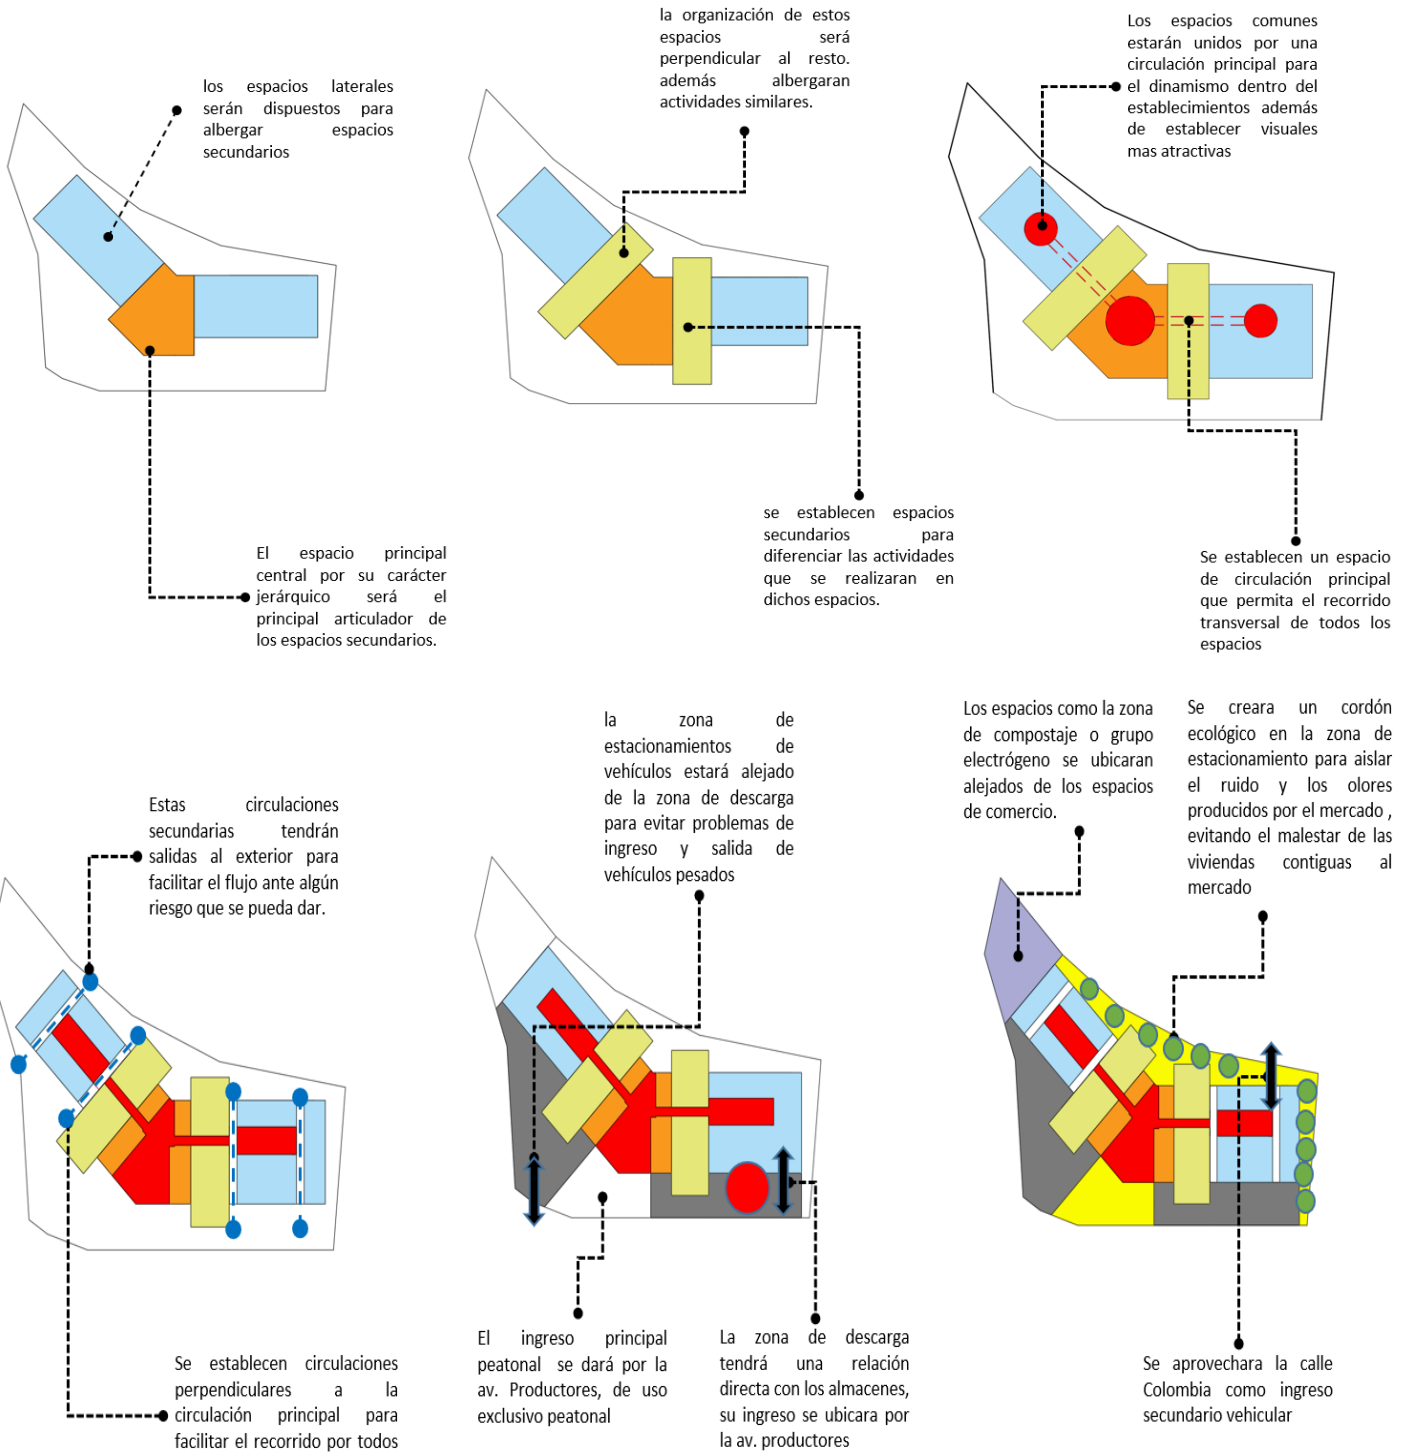 los espacios laterales
serán dispuestos para
albergar espacios
secundarios
la organización de estos
espacios será
perpendicular al resto.
además albergaran
actividades similares.
Los espacios comunes
estarán unidos por una
circulación principal para
el dinamismo dentro del
establecimientos además
de establecer visuales
mas atractivas
El espacio principal
central por su carácter
jerárquico será el
principal articulador de
los espacios secundarios.
se establecen espacios
secundarios para
diferenciar las actividades
que se realizaran en
dichos espacios.
Se establecen un espacio
de circulación principal
que permita el recorrido
transversal de todos los
espacios
Estas circulaciones
secundarias tendrán
salidas al exterior para
facilitar el flujo ante algún
riesgo que se pueda dar.
la zona de
estacionamientos de
vehículos estará alejado
de la zona de descarga
para evitar problemas de
ingreso y salida de
vehículos pesados
Los espacios como la zona
de compostaje o grupo
electrógeno se ubicaran
alejados de los espacios
de comercio.
Se creara un cordón
ecológico en la zona de
estacionamiento para aislar
el ruido y los olores
producidos por el mercado ,
evitando el malestar de las
viviendas contiguas al
mercado
Se establecen circulaciones
perpendiculares a la
circulación principal para
facilitar el recorrido por todos
El ingreso principal
peatonal se dará por la
av. Productores, de uso
exclusivo peatonal
La zona de descarga
tendrá una relación
directa con los almacenes,
su ingreso se ubicara por
la av. productores
Se aprovechara la calle
Colombia como ingreso
secundario vehicular